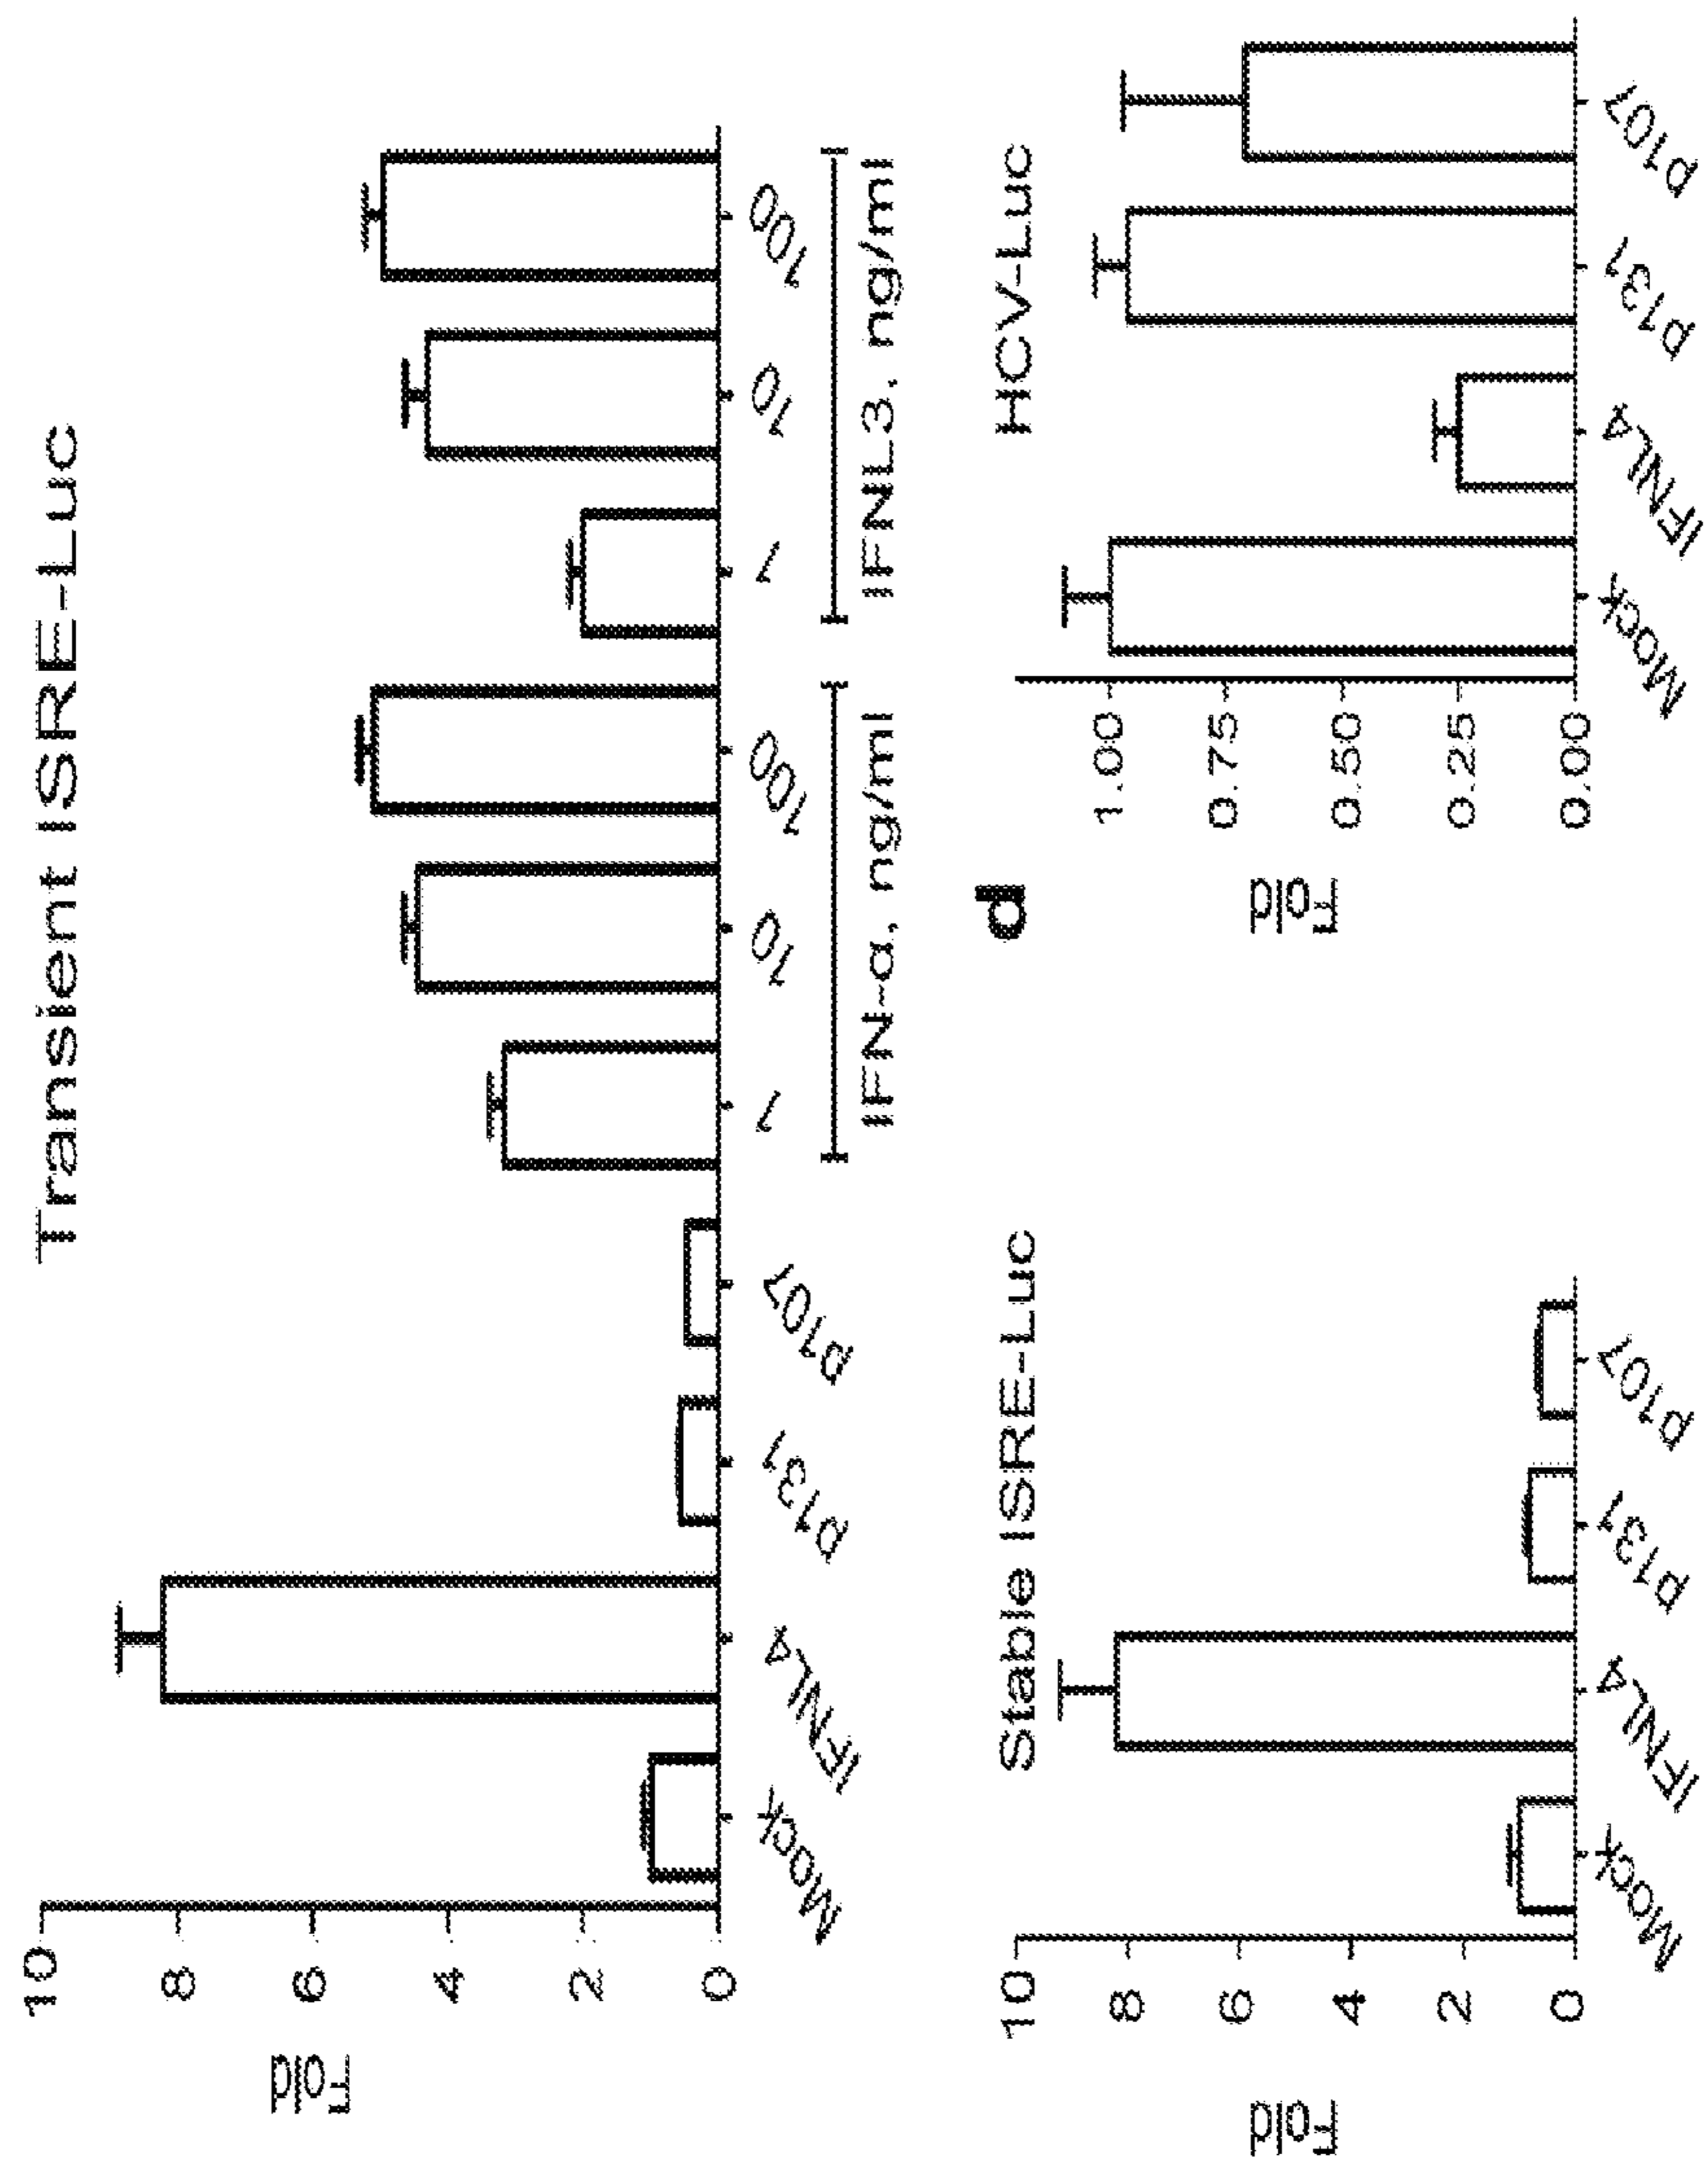 Transient ISRE-Luc
Fold
10
8
6
4
2
0
Mock
IFNL4
p131
p107
1
10
100
1
10
100
IFN-α, ng/ml
IFNL3, ng/ml
Stable ISRE-Luc
Fold
10
8
6
4
2
0
Mock
IFNL4
p131
p107
d
HCV-Luc
Fold
1.00
0.75
0.50
0.25
0.00
Mock
IFNL4
p131
p107